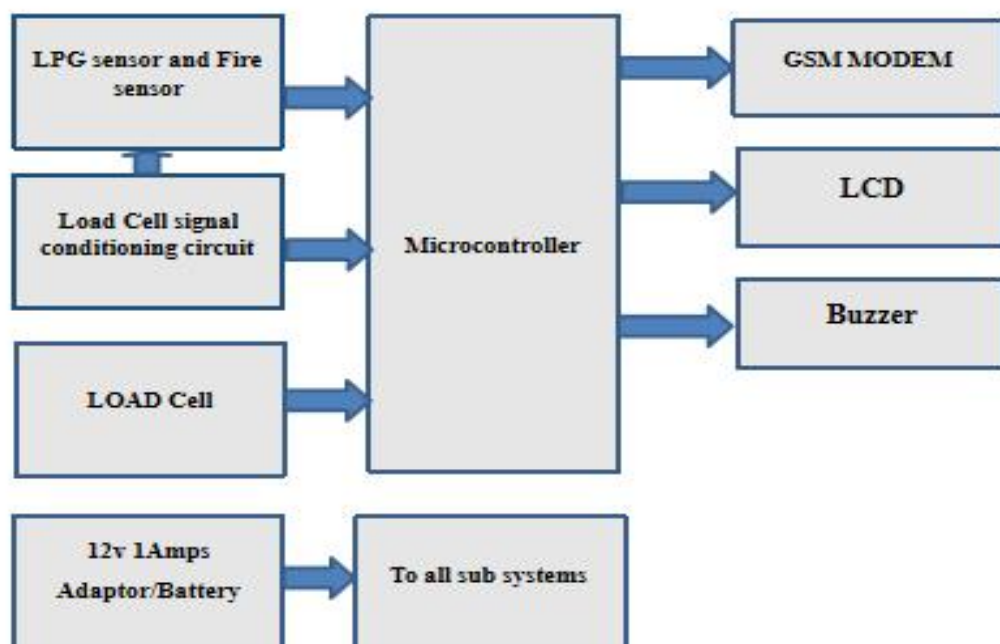 LPG sensor and Fire
sensor
Load Cell signal
conditioning circuit
LOAD Cell
12v 1Amps
Adaptor/Battery
Microcontroller
To all sub systems
GSM MODEM
LCD
Buzzer